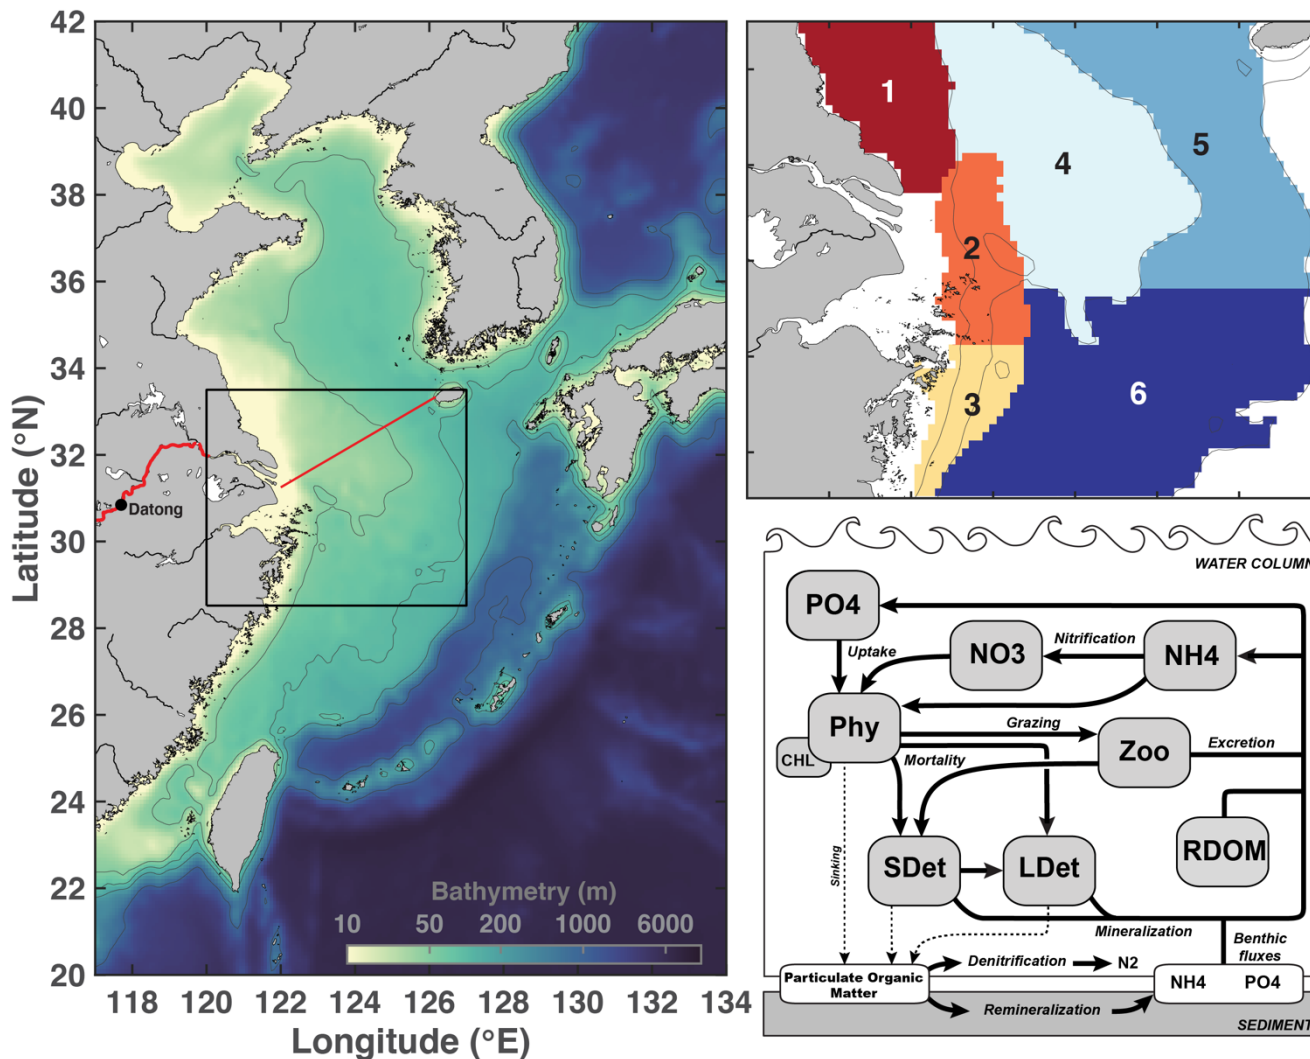 42
40
38
36
34
32
30
28
26
24
22
20
Latitude (°N)
Datong
Bathymetry (m)
10 50 200 1000 6000
118 120 122 124 126 128 130 132 134
Longitude (°E)
1
4
5
2
3
6
WATER COLUMN
PO4
Uptake
NO3
Nitrification
NH4
Phy
Grazing
CHL
Mortality
Zoo
Excretion
RDOM
Sinking
SDet
LDet
Mineralization
Benthic
fluxes
Particulate Organic
Matter
Denitrification
N2
NH4 PO4
Remineralization
SEDIMENT